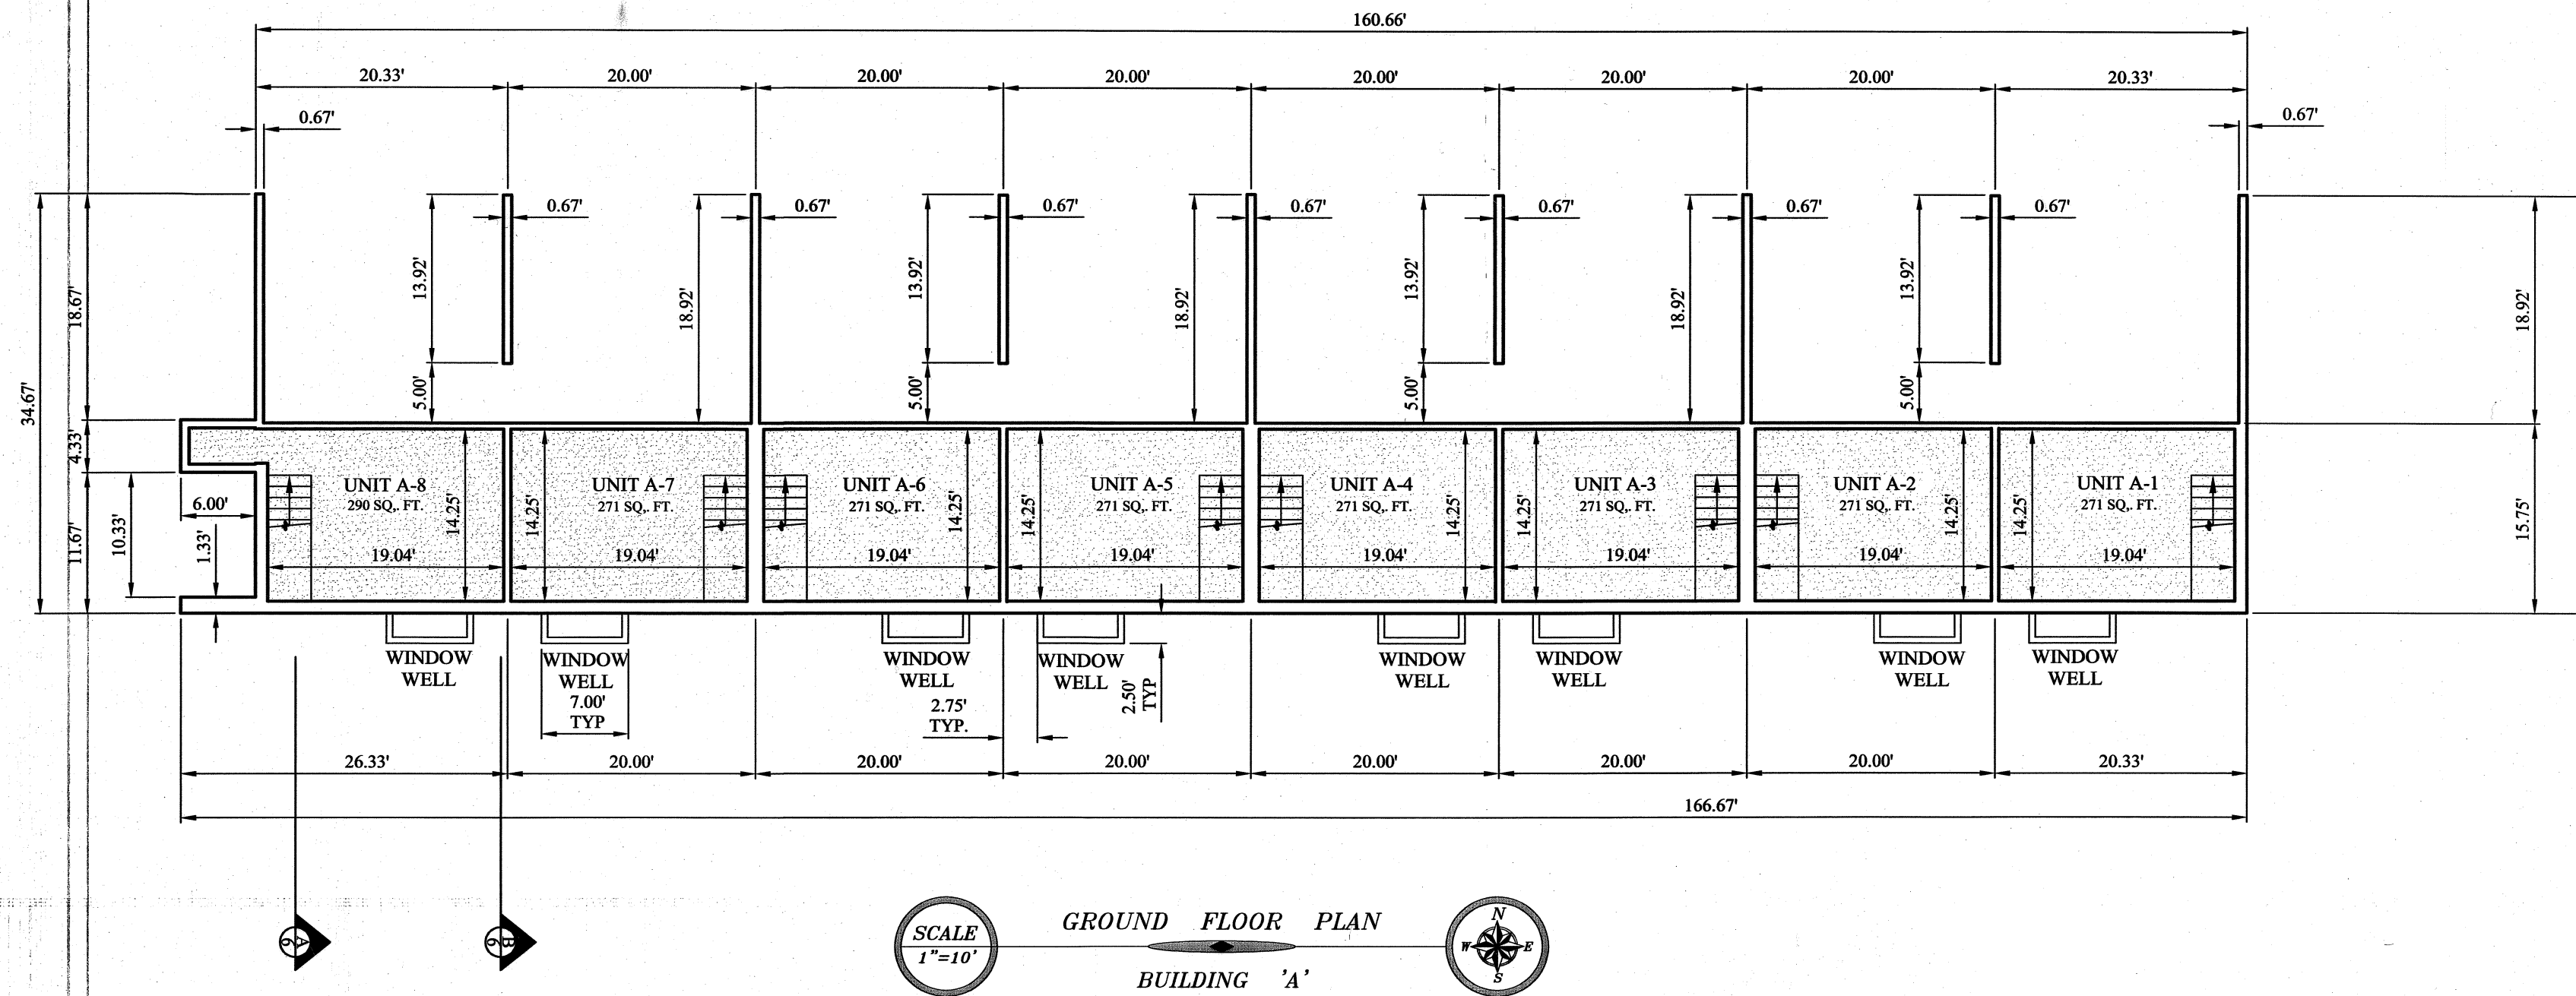 160.66'
20.33' 20.00' 20.00' 20.00' 20.00' 20.00' 20.00' 20.33'
0.67' 0.67'
0.67' 0.67' 0.67' 0.67' 0.67' 0.67' 0.67'
34.67'
18.67'
4.33'
11.67'
10.33'
6.00'
1.33'
13.92'
5.00'
18.92'
13.92'
5.00'
18.92'
13.92'
5.00'
18.92'
13.92'
5.00'
18.92'
15.75'
UNIT A-8
290 SQ,. FT.
14.25'
19.04'
UNIT A-7
271 SQ,. FT.
14.25'
19.04'
UNIT A-6
271 SQ,. FT.
14.25'
19.04'
UNIT A-5
271 SQ,. FT.
14.25'
19.04'
UNIT A-4
271 SQ,. FT.
14.25'
19.04'
UNIT A-3
271 SQ,. FT.
14.25'
19.04'
UNIT A-2
271 SQ,. FT.
14.25'
19.04'
UNIT A-1
271 SQ,. FT.
14.25'
19.04'
WINDOW
WELL
WINDOW
WELL
7.00'
TYP
WINDOW
WELL
2.75'
TYP.
WINDOW
WELL
2.50'
TYP
WINDOW
WELL
WINDOW
WELL
WINDOW
WELL
WINDOW
WELL
26.33' 20.00' 20.00' 20.00' 20.00' 20.00' 20.00' 20.33'
166.67'
A
6
B
6
SCALE
1"=10'
GROUND FLOOR PLAN
BUILDING 'A'
N
W E
S